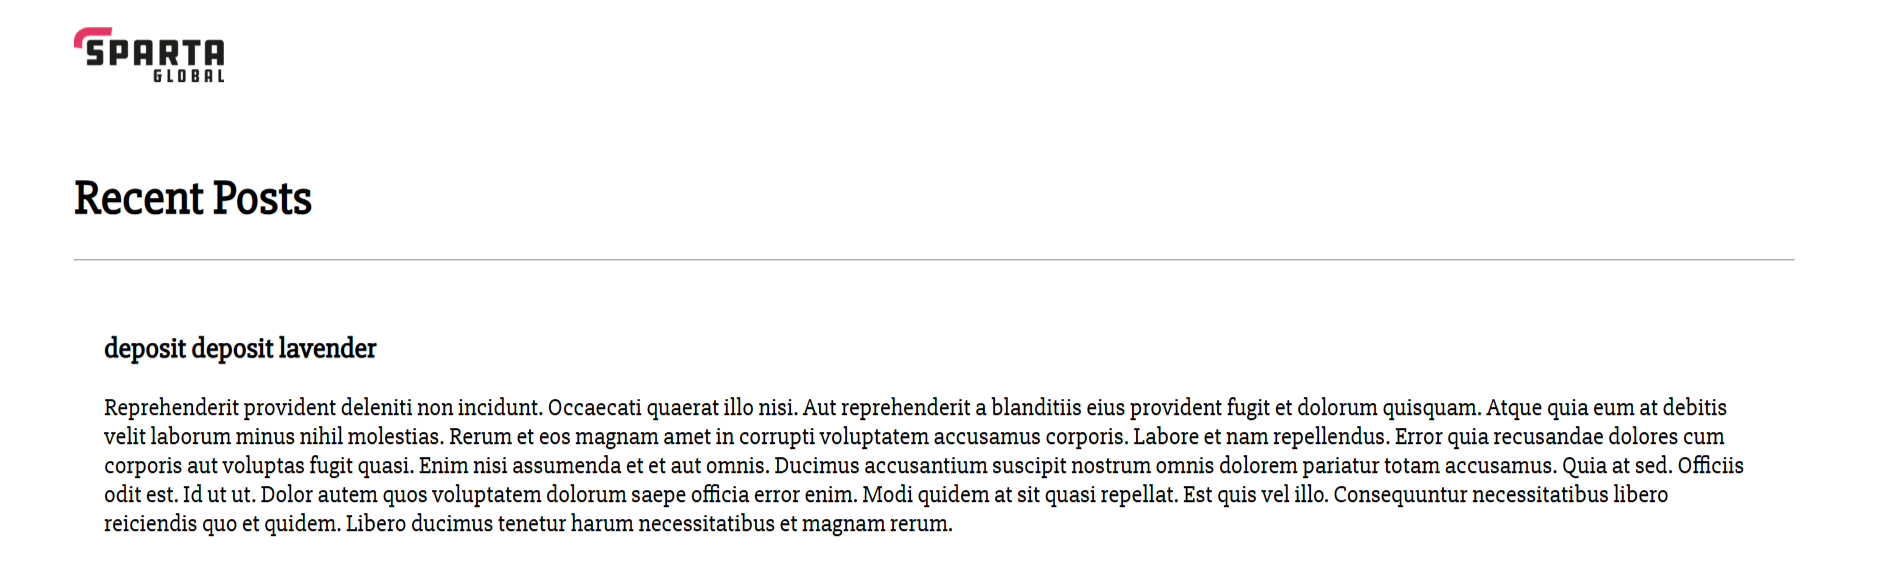 SPARTA
GLOBAL
Recent Posts
deposit deposit lavender
Reprehenderit provident deleniti non incidunt. Occaecati quaerat illo nisi. Aut reprehenderit a blanditiis eius provident fugit et dolorum quisquam. Atque quia eum at debitis
velit laborum minus nihil molestias. Rerum et eos magnam amet in corrupti voluptatem accusamus corporis. Labore et nam repellendus. Error quia recusandae dolores cum
corporis aut voluptas fugit quasi. Enim nisi assumenda et et aut omnis. Ducimus accusantium suscipit nostrum omnis dolorem pariatur totam accusamus. Quia at sed. Officiis
odit est. Id ut ut. Dolor autem quos voluptatem dolorum saepe officia error enim. Modi quidem at sit quasi repellat. Est quis vel illo. Consequuntur necessitatibus libero
reiciendis quo et quidem. Libero ducimus tenetur harum necessitatibus et magnam rerum.